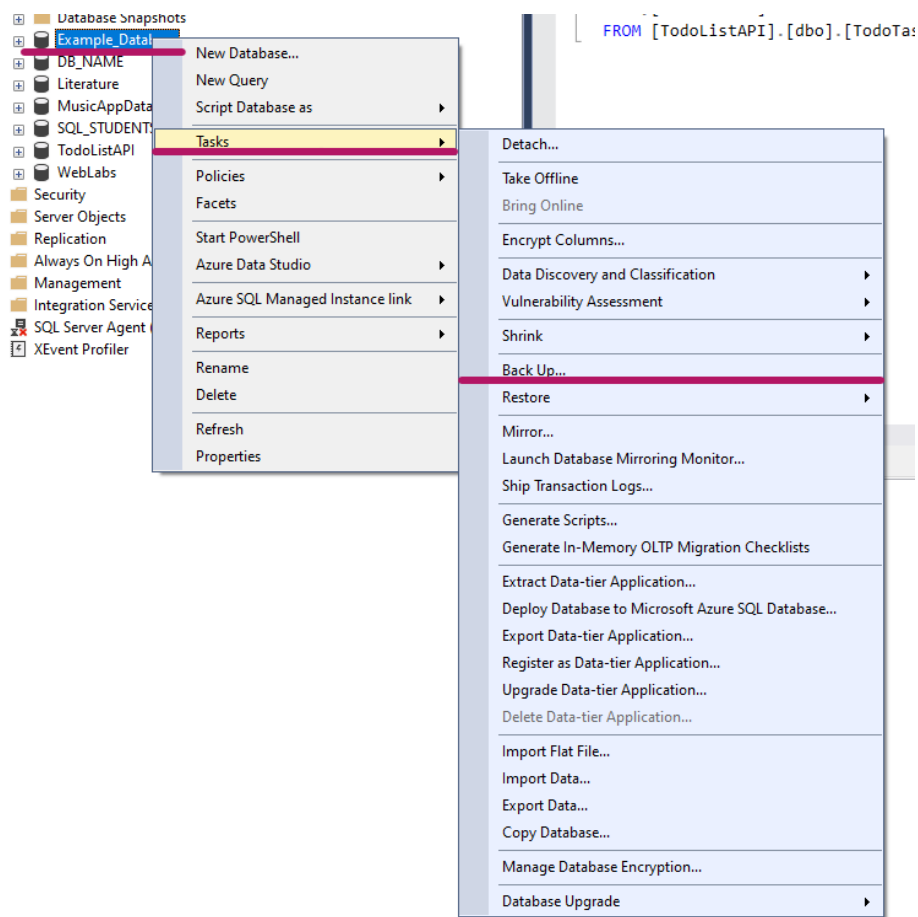 Database Snapshots
Example_Datab
DB_NAME
Literature
MusicAppData
SQL_STUDENTS
TodoListAPI
WebLabs
Security
Server Objects
Replication
Always On High A
Management
Integration Service
SQL Server Agent (
XEvent Profiler
New Database...
New Query
Script Database as
Tasks
Policies
Facets
Start PowerShell
Azure Data Studio
Azure SQL Managed Instance link
Reports
Rename
Delete
Refresh
Properties
Detach...
Take Offline
Bring Online
Encrypt Columns...
Data Discovery and Classification
Vulnerability Assessment
Shrink
Back Up...
Restore
Mirror...
Launch Database Mirroring Monitor...
Ship Transaction Logs...
Generate Scripts...
Generate In-Memory OLTP Migration Checklists
Extract Data-tier Application...
Deploy Database to Microsoft Azure SQL Database...
Export Data-tier Application...
Register as Data-tier Application...
Upgrade Data-tier Application...
Delete Data-tier Application...
Import Flat File...
Import Data...
Export Data...
Copy Database...
Manage Database Encryption...
Database Upgrade
FROM [TodoListAPI].[dbo].[TodoTas